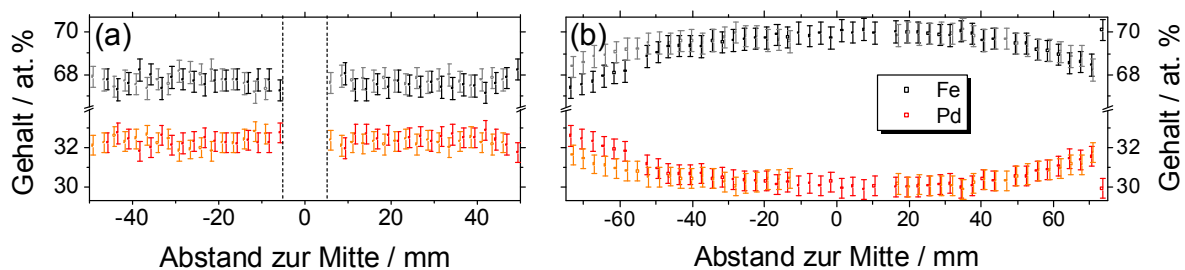 (a)
(b)
Gehalt / at. %
70
68
32
30
-40 -20 0 20 40
Abstand zur Mitte / mm
Fe
Pd
70
68
32
30
Gehalt / at. %
-60 -40 -20 0 20 40 60
Abstand zur Mitte / mm